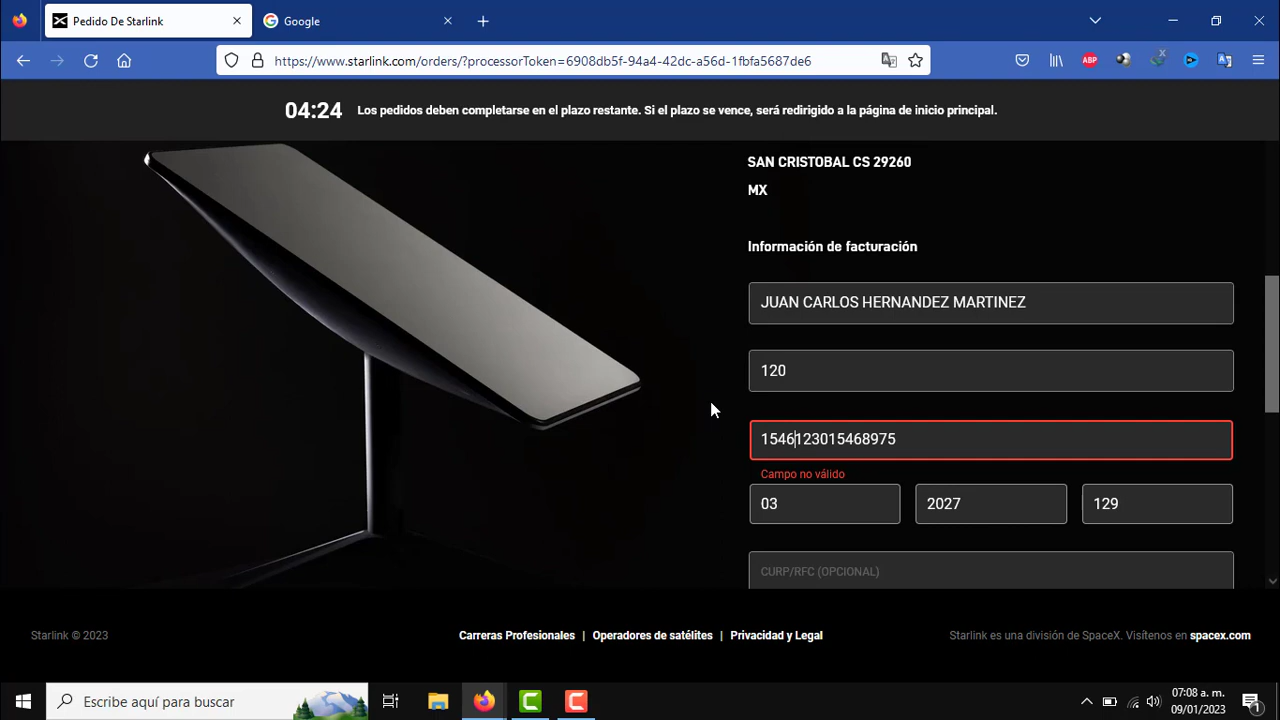 Pedido De Starlink
Google
https://www.starlink.com/orders/?processorToken=6908db5f-94a4-42dc-a56d-1fbfa5687de6
ABP
04:24 Los pedidos deben completarse en el plazo restante. Si el plazo se vence, será redirigido a la página de inicio principal.
SAN CRISTOBAL CS 29260
MX
Información de facturación
JUAN CARLOS HERNANDEZ MARTINEZ
120
1546123015468975
Campo no válido
03 2027 129
CURP/RFC (OPCIONAL)
Starlink © 2023 Carreras Profesionales | Operadores de satélites | Privacidad y Legal Starlink es una división de SpaceX. Visítenos en spacex.com
Escribe aquí para buscar
07:08 a. m.
09/01/2023
1